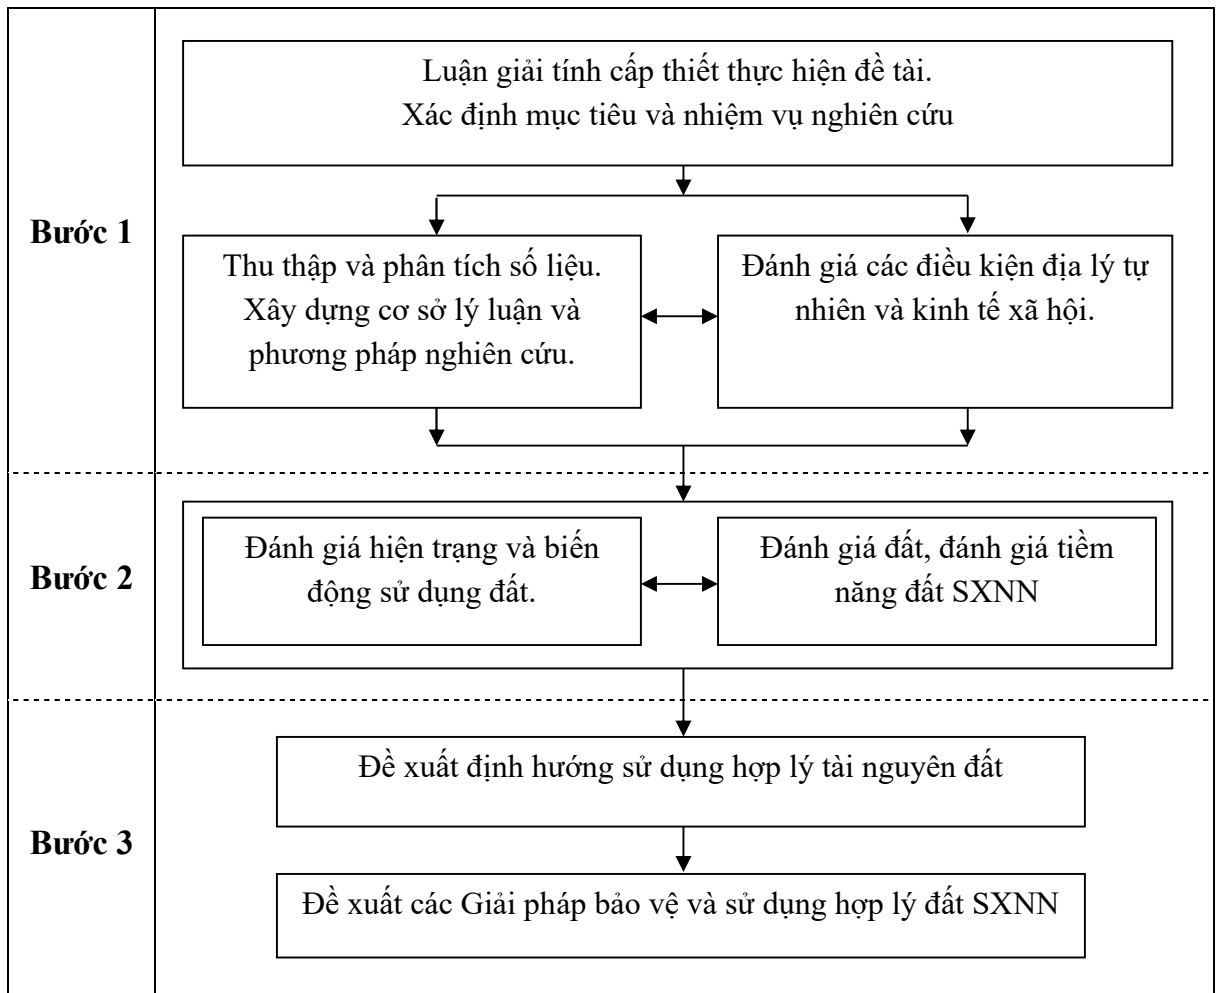 Luận giải tính cấp thiết thực hiện đề tài.
Xác định mục tiêu và nhiệm vụ nghiên cứu
Bước 1
Thu thập và phân tích số liệu.
Xây dựng cơ sở lý luận và
phương pháp nghiên cứu.
Đánh giá các điều kiện địa lý tự
nhiên và kinh tế xã hội.
Bước 2
Đánh giá hiện trạng và biến
động sử dụng đất.
Đánh giá đất, đánh giá tiềm
năng đất SXNN
Bước 3
Đề xuất định hướng sử dụng hợp lý tài nguyên đất
Đề xuất các Giải pháp bảo vệ và sử dụng hợp lý đất SXNN